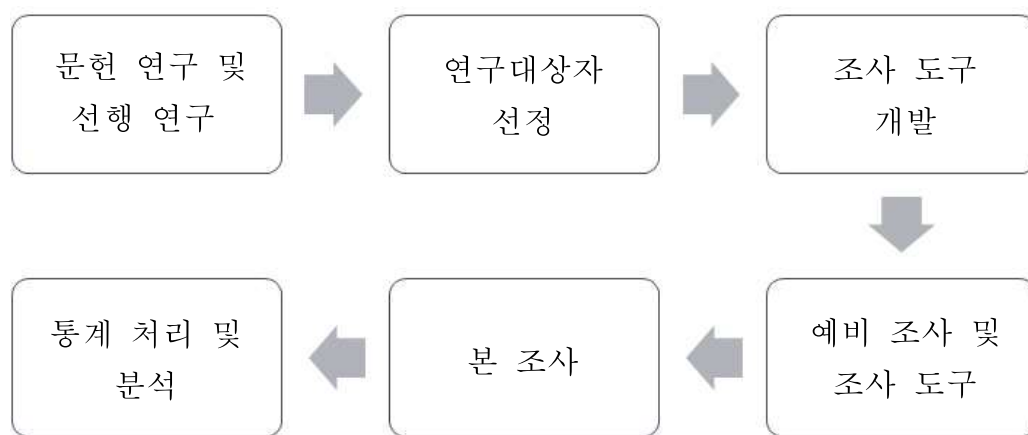 문헌 연구 및
선행 연구
연구대상자
선정
조사 도구
개발
예비 조사 및
조사 도구
본 조사
통계 처리 및
분석